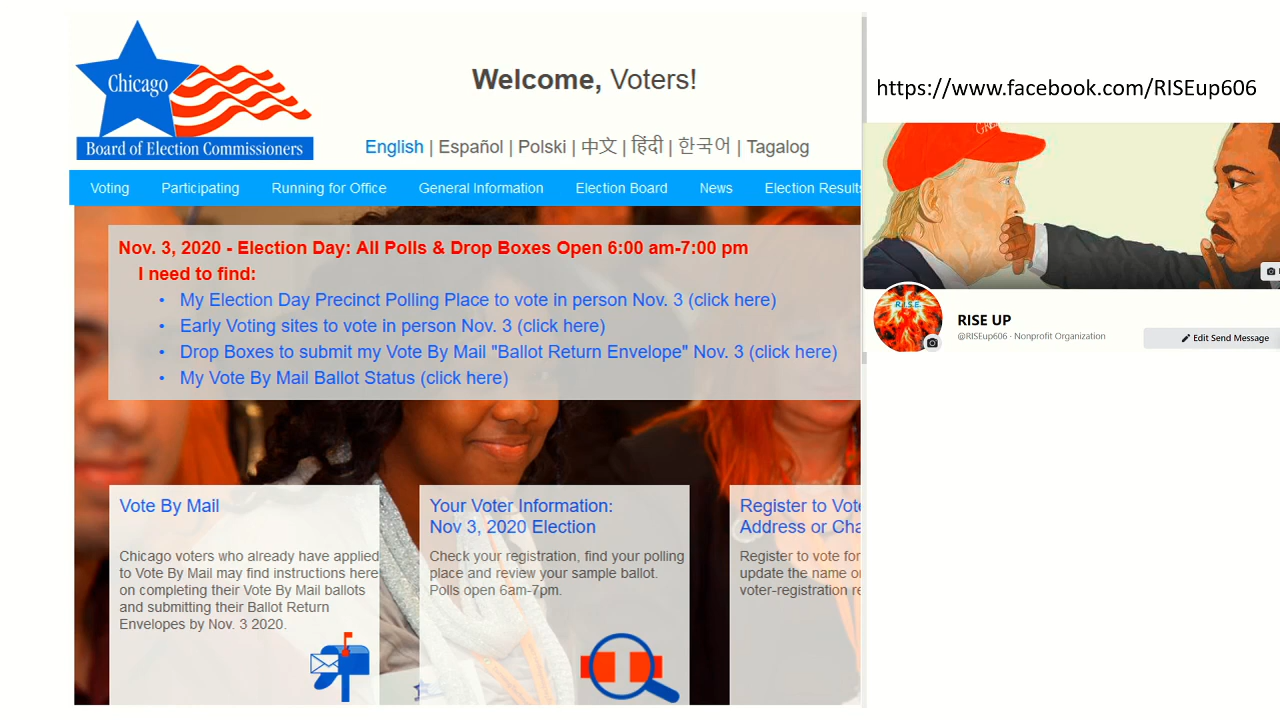 Chicago
Board of Election Commissioners
Welcome, Voters!
English | Español | Polski | 中文 | हिंदी | 한국어 | Tagalog
Voting Participating Running for Office General Information Election Board News Election Results
Nov. 3, 2020 - Election Day: All Polls & Drop Boxes Open 6:00 am-7:00 pm
I need to find:
• My Election Day Precinct Polling Place to vote in person Nov. 3 (click here)
• Early Voting sites to vote in person Nov. 3 (click here)
• Drop Boxes to submit my Vote By Mail "Ballot Return Envelope" Nov. 3 (click here)
• My Vote By Mail Ballot Status (click here)
Vote By Mail
Chicago voters who already have applied
to Vote By Mail may find instructions here
on completing their Vote By Mail ballots
and submitting their Ballot Return
Envelopes by Nov. 3 2020.
Your Voter Information:
Nov 3, 2020 Election
Check your registration, find your polling
place and review your sample ballot.
Polls open 6am-7pm.
Register to Vote
Address or Cha
Register to vote for
update the name o
voter-registration re
https://www.facebook.com/RISEup606
RISE
RISE UP
@RISEup606 · Nonprofit Organization
Edit Send Message